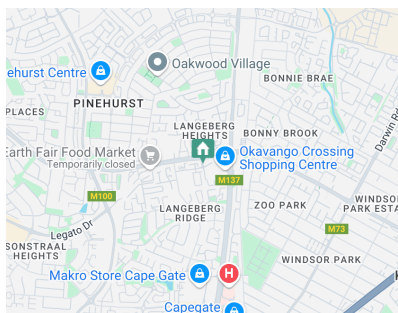 ehurst Centre
Oakwood Village
BONNIE BRAE
PINEHURST
PLACES
Darwin Rd
LANGEBERG
HEIGHTS
BONNY BROOK
Earth Fair Food Market
Temporarily closed
Okavango Crossing
Shopping Centre
M137
M100
LANGEBERG
RIDGE
ZOO PARK
WINDSOR
PARK ESTA
Legato Dr
M73
SONSTRAAL
HEIGHTS
WINDSOR PARK
Makro Store Cape Gate
H
Capegate